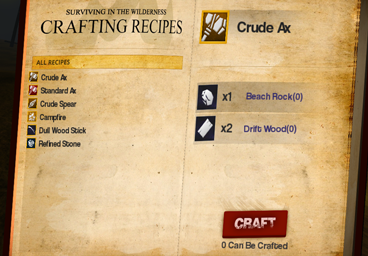 SURVIVING IN THE WILDERNESS
CRAFTING RECIPES
ALL RECIPES
Crude Ax
Standard Ax
Crude Spear
Campfire
Dull Wood Stick
Refined Stone
Crude Ax
x1 Beach Rock(0)
x2 Drift Wood(0)
CRAFT
0 Can Be Crafted